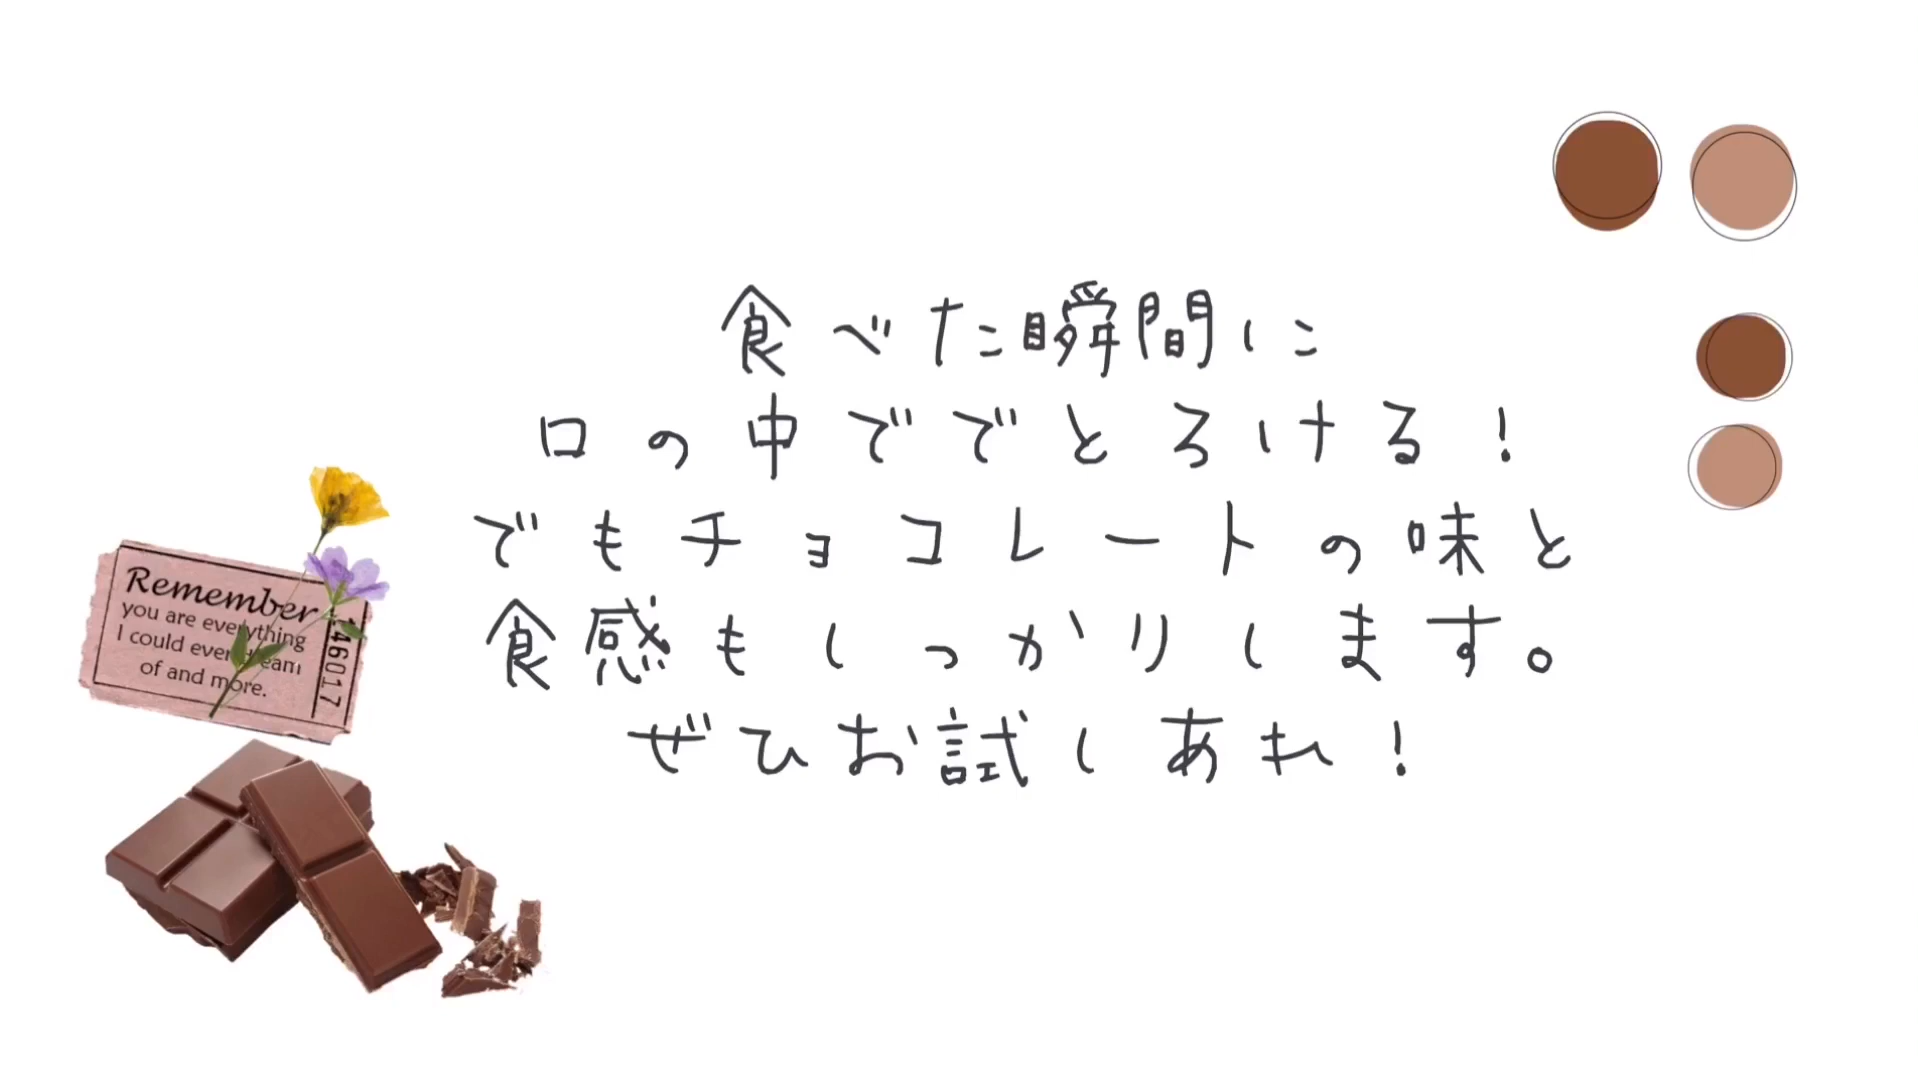 食べた瞬間に
口の中ででとろける！
でもチョコレートの味と
食感もしっかりします。
ぜひお試しあれ！
Remember
you are everything
I could ever dream
of and more.
146017